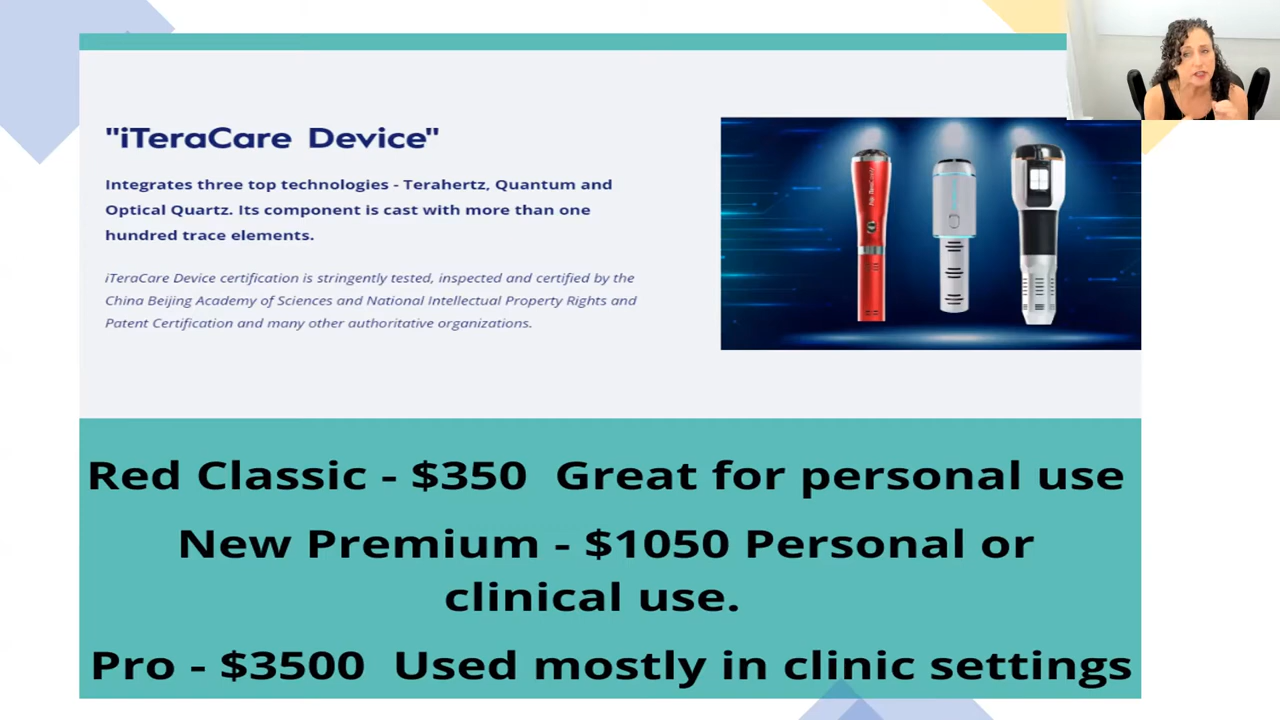 "iTeraCare Device"
Integrates three top technologies - Terahertz, Quantum and
Optical Quartz. Its component is cast with more than one
hundred trace elements.
iTeraCare Device certification is stringently tested, inspected and certified by the
China Beijing Academy of Sciences and National Intellectual Property Rights and
Patent Certification and many other authoritative organizations.
Red Classic - $350 Great for personal use
New Premium - $1050 Personal or
clinical use.
Pro - $3500 Used mostly in clinic settings